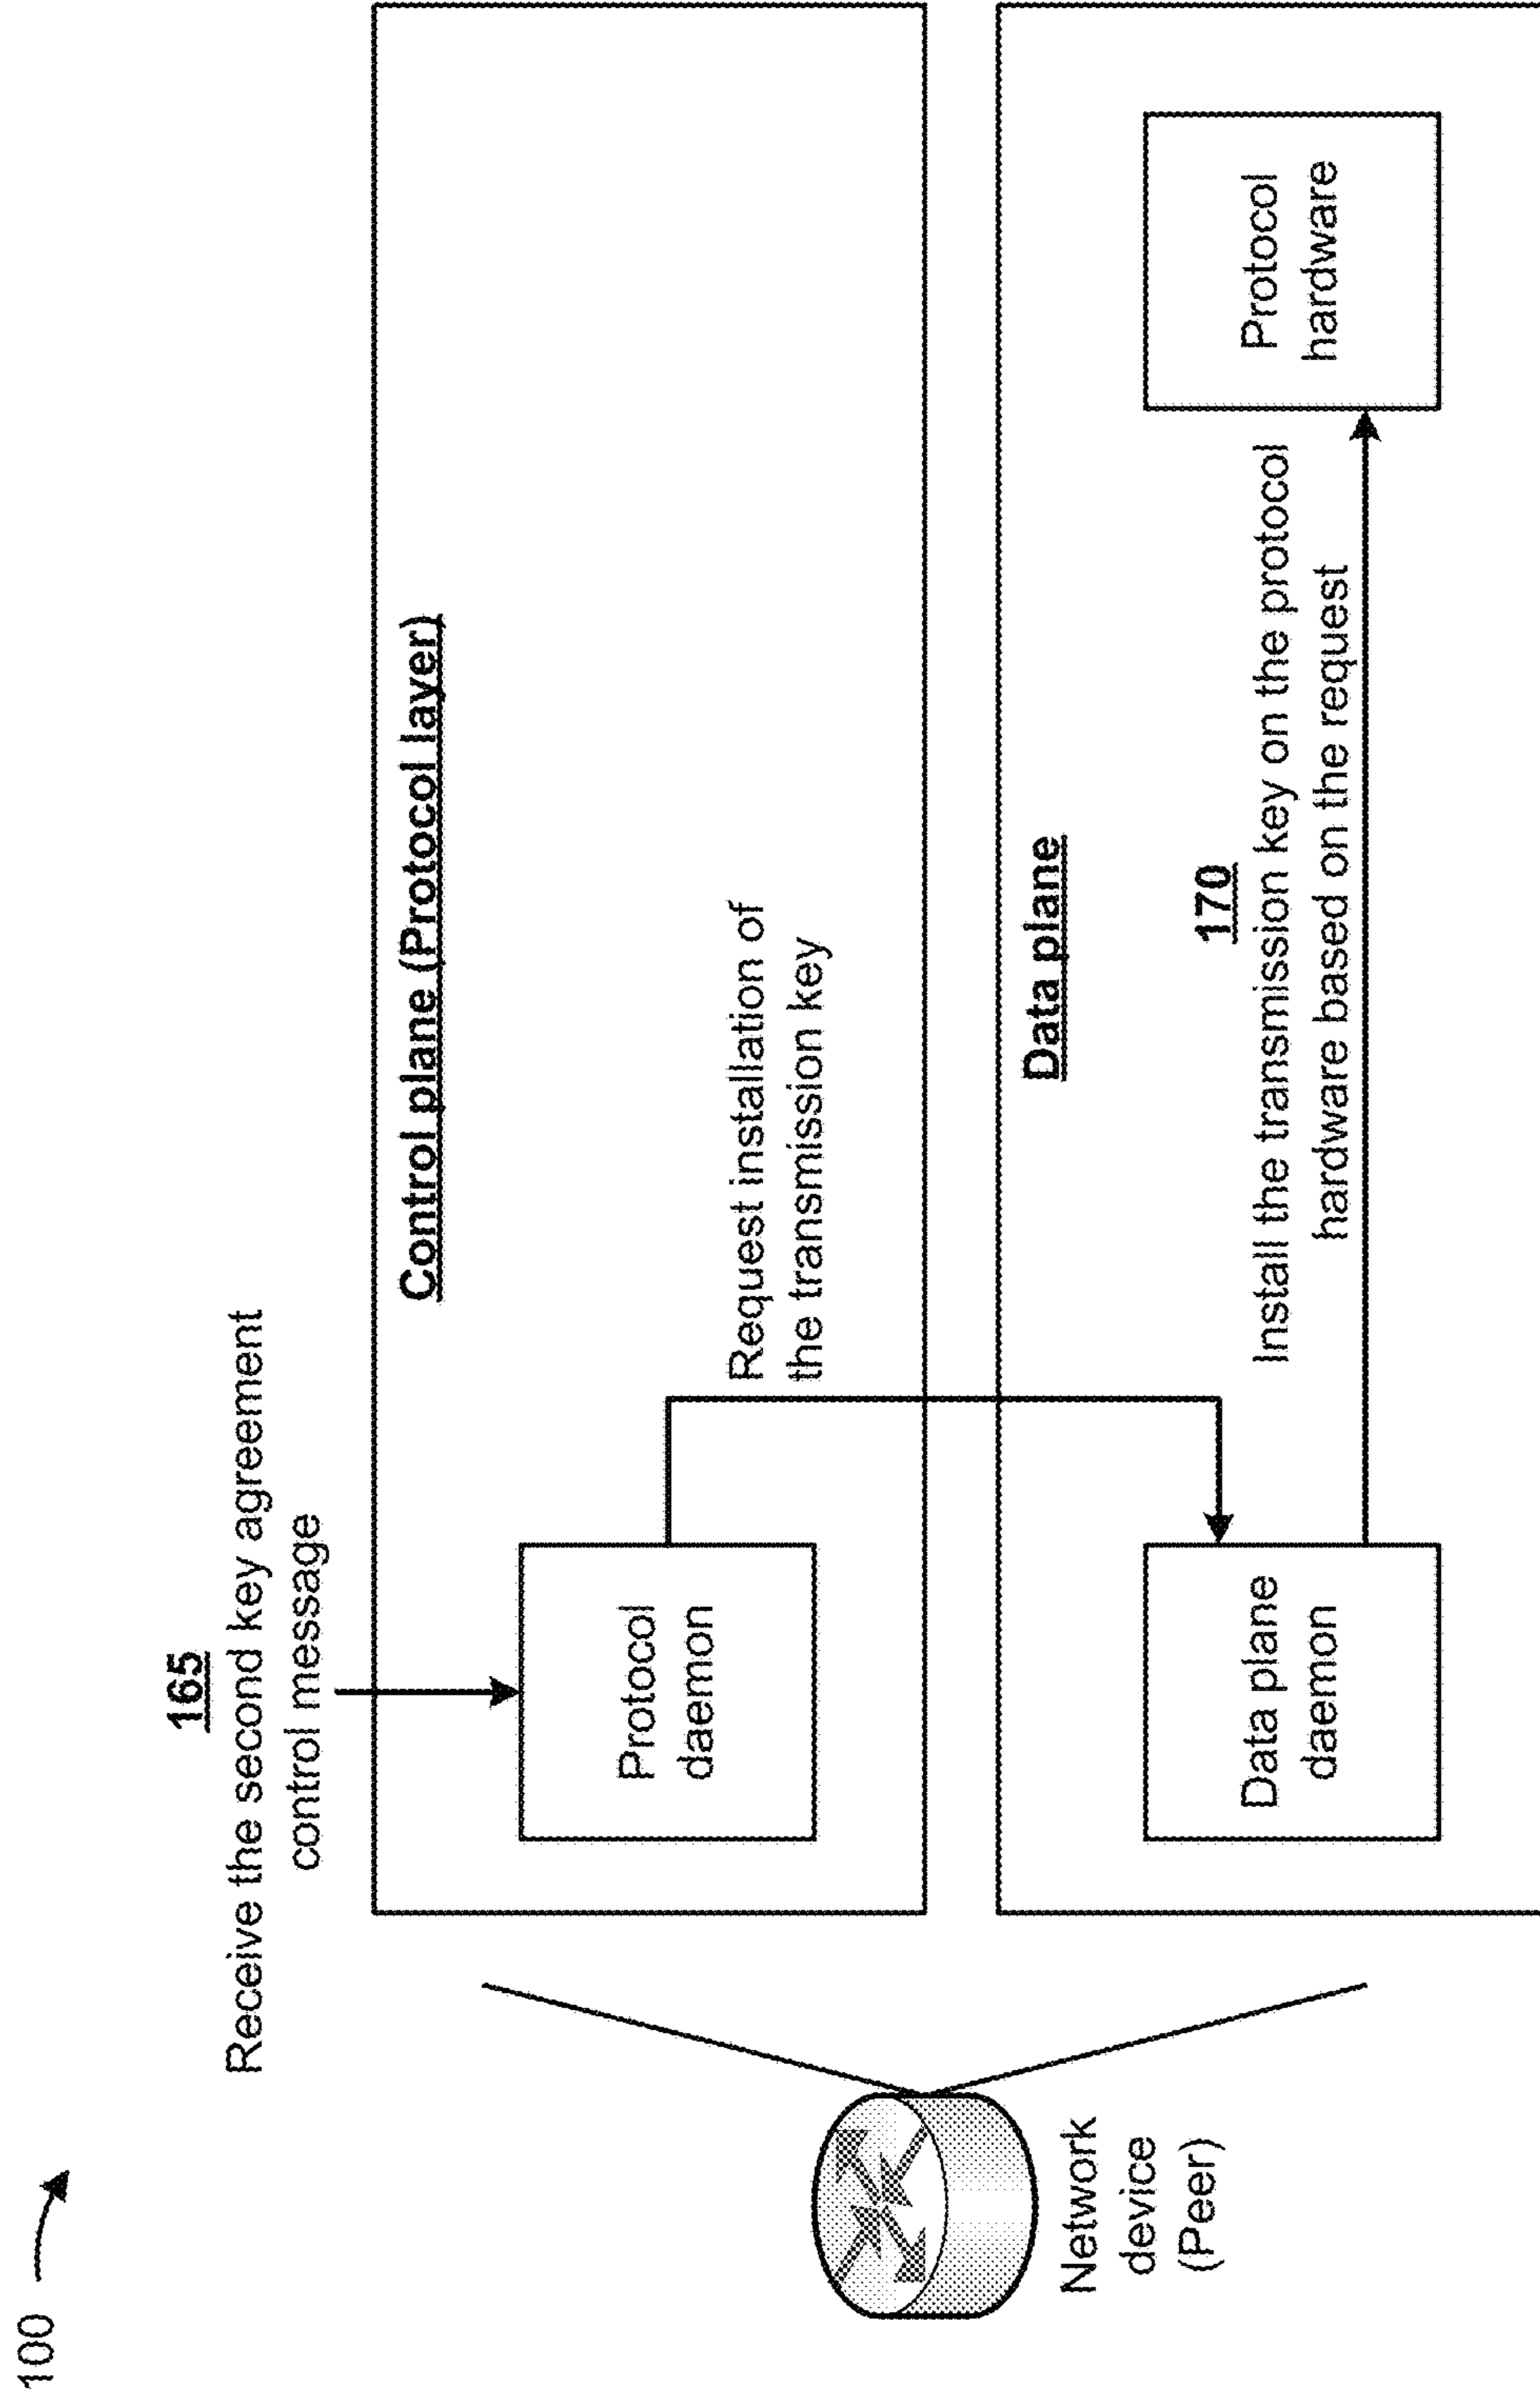 100
165
Receive the second key agreement
control message
Control plane (Protocol layer)
Protocol
daemon
Request installation of
the transmission key
Network
device
(Peer)
Data plane
170
Install the transmission key on the protocol
hardware based on the request
Data plane
daemon
Protocol
hardware